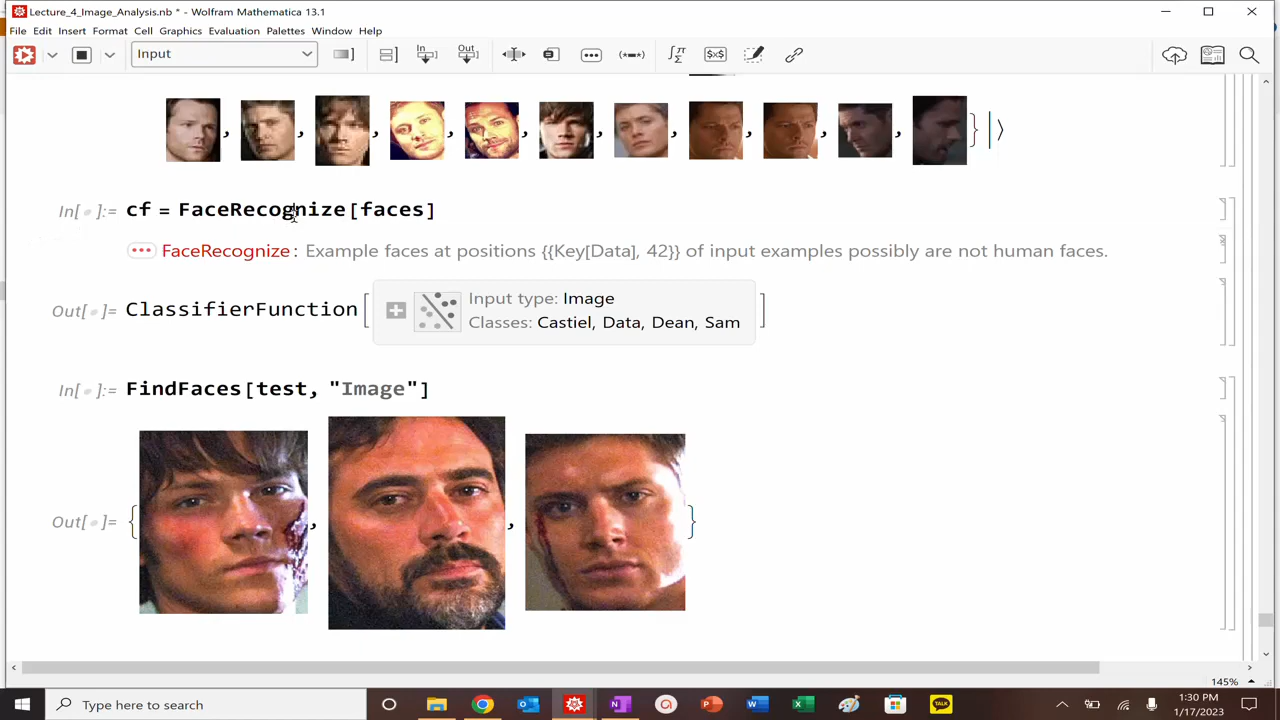 Lecture_4_Image_Analysis.nb * - Wolfram Mathematica 13.1
File Edit Insert Format Cell Graphics Evaluation Palettes Window Help
Input
In[ ]:= cf = FaceRecognize[faces]
FaceRecognize: Example faces at positions {{Key[Data], 42}} of input examples possibly are not human faces.
Out[ ]= ClassifierFunction[
Input type: Image
Classes: Castiel, Data, Dean, Sam
]
In[ ]:= FindFaces[test, "Image"]
Out[ ]= { , , }
145%
Type here to search
TALK
1:30 PM
1/17/2023